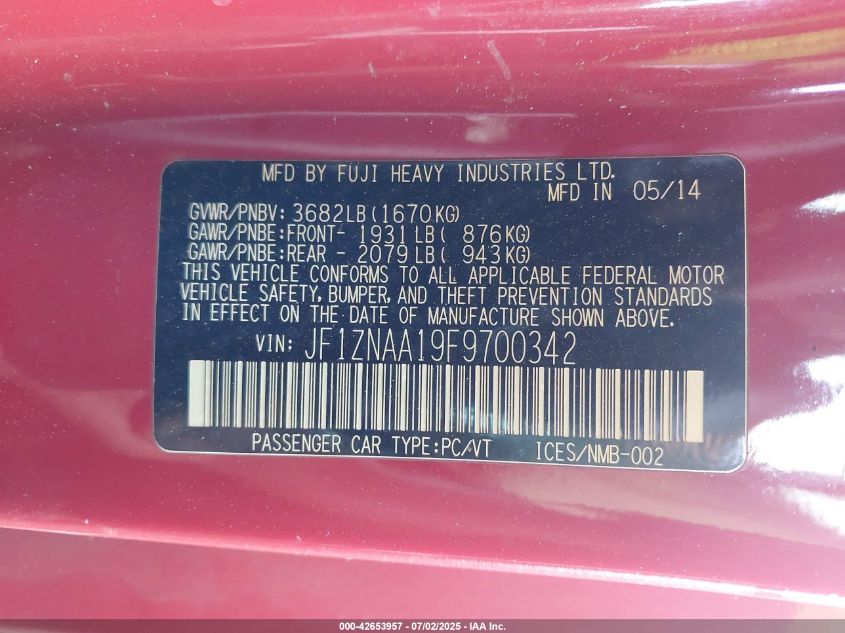 MFD BY FUJI HEAVY INDUSTRIES LTD.
MFD IN 05/14
GVWR/PNBV: 3682LB(1670KG)
GAWR/PNBE:FRONT- 1931LB( 876KG)
GAWR/PNBE:REAR - 2079LB( 943KG)
THIS VEHICLE CONFORMS TO ALL APPLICABLE FEDERAL MOTOR
VEHICLE SAFETY, BUMPER, AND THEFT PREVENTION STANDARDS
IN EFFECT ON THE DATE OF MANUFACTURE SHOWN ABOVE.
VIN: JF1ZNAA19F9700342
PASSENGER CAR TYPE:PC/VT ICES/NMB-002
000-42653957 - 07/02/2025 - IAA Inc.